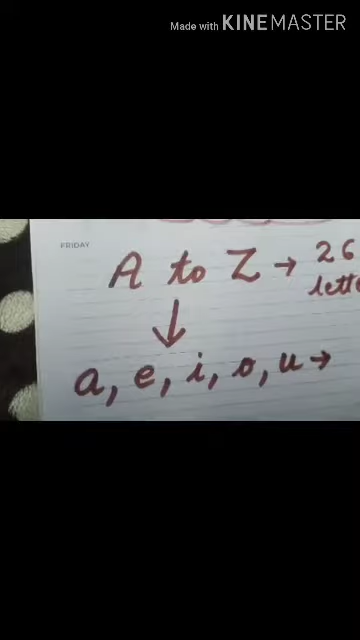 Made with KINEMASTER
FRIDAY
A to Z → 26
↓
a, e, i, o, u →